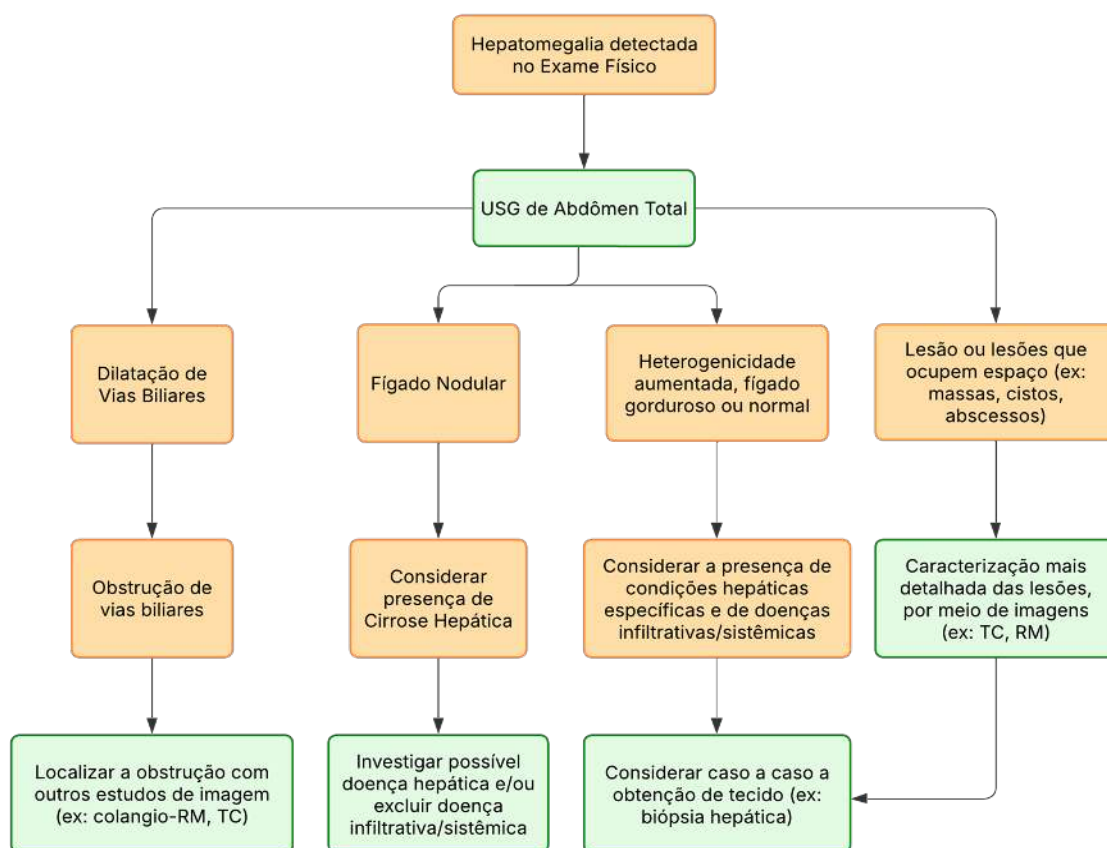 Hepatomegalia detectada
no Exame Físico
USG de Abdômen Total
Dilatação de
Vias Biliares
Fígado Nodular
Heterogenicidade
aumentada, fígado
gorduroso ou normal
Lesão ou lesões que
ocupem espaço (ex:
massas, cistos,
abscessos)
Obstrução de
vias biliares
Considerar
presença de
Cirrose Hepática
Considerar a presença de
condições hepáticas
específicas e de doenças
infiltrativas/sistêmicas
Caracterização mais
detalhada das lesões,
por meio de imagens
(ex: TC, RM)
Localizar a obstrução com
outros estudos de imagem
(ex: colangio-RM, TC)
Investigar possível
doença hepática e/ou
excluir doença
infiltrativa/sistêmica
Considerar caso a caso a
obtenção de tecido (ex:
biópsia hepática)